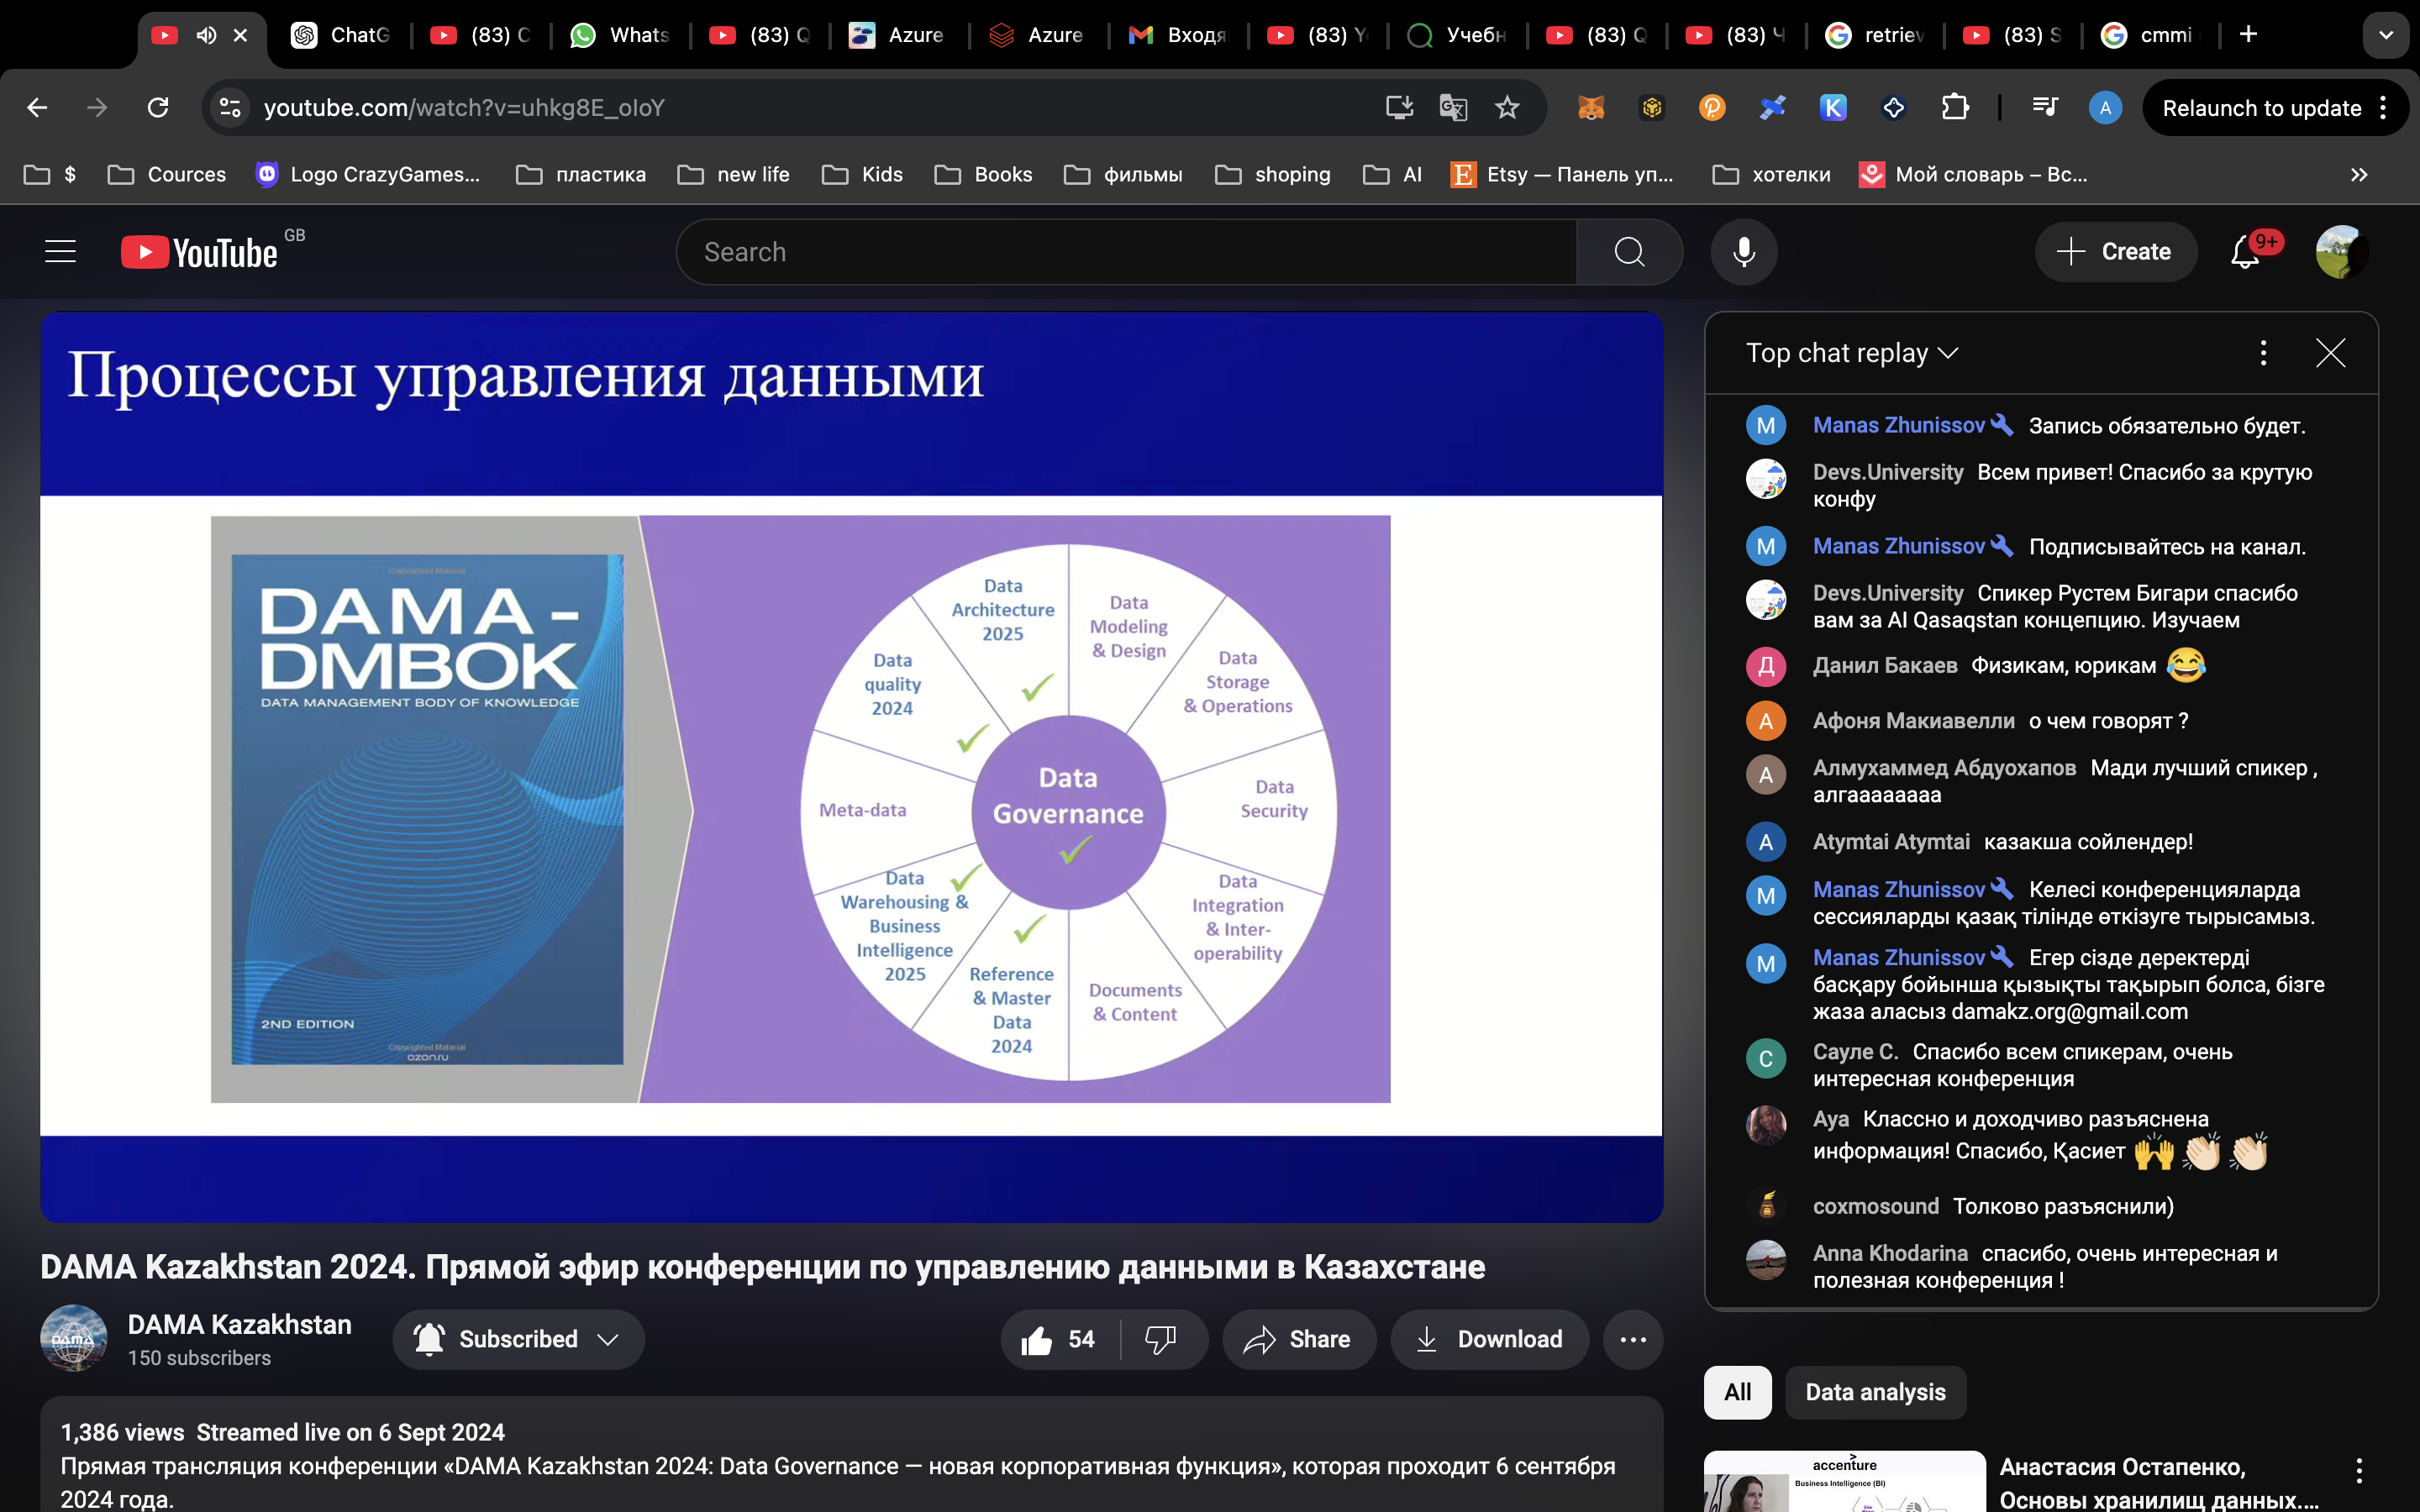 ChatG
(83) C
Whats
(83) Q
Azure
Azure
Входя
(83) Y
Учебн
(83) Q
(83) Ч
retriev
(83) S
cmmi
youtube.com/watch?v=uhkg8E_oIoY
A
Relaunch to update
$
Cources
Logo CrazyGames...
пластика
new life
Kids
Books
фильмы
shoping
AI
Etsy — Панель уп...
хотелки
Мой словарь – Вс...
YouTube GB
Search
Create
9+
Процессы управления данными
Copyrighted Material
DAMA -
DMBOK
DATA MANAGEMENT BODY OF KNOWLEDGE
2ND EDITION
Copyrighted Material
ozon.ru
Data
Architecture
2025
Data
Modeling
& Design
Data
Storage
& Operations
Data
Security
Data
Integration
& Inter-
operability
Documents
& Content
Reference
& Master
Data
2024
Data
Warehousing &
Business
Intelligence
2025
Meta-data
Data
quality
2024
Data
Governance
Top chat replay
M
Manas Zhunissov Запись обязательно будет.
Devs.University Всем привет! Спасибо за крутую
конфу
M
Manas Zhunissov Подписывайтесь на канал.
Devs.University Спикер Рустем Бигари спасибо
вам за AI Qasaqstan концепцию. Изучаем
Д
Данил Бакаев Физикам, юрикам 😂
А
Афоня Макиавелли о чем говорят ?
А
Алмухаммед Абдуохапов Мади лучший спикер ,
алгаааааааа
A
Atymtai Atymtai казакша сойлендер!
M
Manas Zhunissov Келесі конференцияларда
сессияларды қазақ тілінде өткізуге тырысамыз.
M
Manas Zhunissov Егер сізде деректерді
басқару бойынша қызықты тақырып болса, бізге
жаза аласыз damakz.org@gmail.com
С
Сауле С. Спасибо всем спикерам, очень
интересная конференция
Aya Классно и доходчиво разъяснена
информация! Спасибо, Қасиет 🙌👏🏻👏🏻
coxmosound Толково разъяснили)
Anna Khodarina спасибо, очень интересная и
полезная конференция !
DAMA Kazakhstan 2024. Прямой эфир конференции по управлению данными в Казахстане
DAMA
DAMA Kazakhstan
150 subscribers
Subscribed
54
Share
Download
1,386 views Streamed live on 6 Sept 2024
Прямая трансляция конференции «DAMA Kazakhstan 2024: Data Governance — новая корпоративная функция», которая проходит 6 сентября
2024 года.
All
Data analysis
accenture
Business Intelligence (BI)
Анастасия Остапенко,
Основы хранилищ данных....